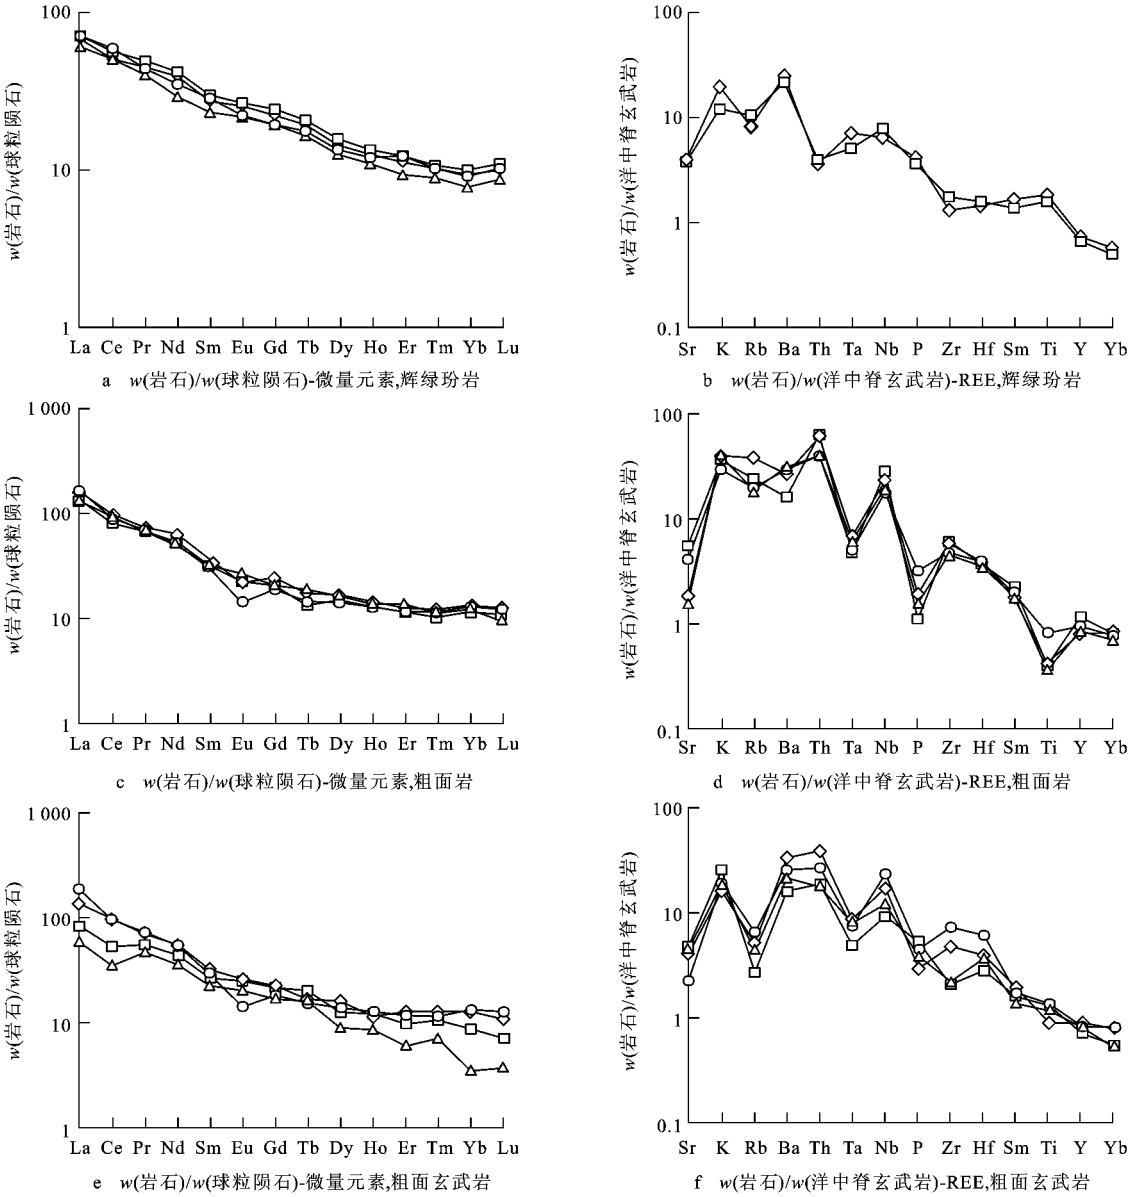 100
10
1
w(岩石)/w(球粒陨石)
La Ce Pr Nd Sm Eu Gd Tb Dy Ho Er Tm Yb Lu
a w(岩石)/w(球粒陨石)-微量元素,辉绿玢岩
100
10
1
0.1
w(岩石)/w(洋中脊玄武岩)
Sr K Rb Ba Th Ta Nb P Zr Hf Sm Ti Y Yb
b w(岩石)/w(洋中脊玄武岩)-REE,辉绿玢岩
1 000
100
10
1
w(岩石)/w(球粒陨石)
La Ce Pr Nd Sm Eu Gd Tb Dy Ho Er Tm Yb Lu
c w(岩石)/w(球粒陨石)-微量元素,粗面岩
100
10
1
0.1
w(岩石)/w(洋中脊玄武岩)
Sr K Rb Ba Th Ta Nb P Zr Hf Sm Ti Y Yb
d w(岩石)/w(洋中脊玄武岩)-REE,粗面岩
1 000
100
10
1
w(岩石)/w(球粒陨石)
La Ce Pr Nd Sm Eu Gd Tb Dy Ho Er Tm Yb Lu
e w(岩石)/w(球粒陨石)-微量元素,粗面玄武岩
100
10
1
0.1
w(岩石)/w(洋中脊玄武岩)
Sr K Rb Ba Th Ta Nb P Zr Hf Sm Ti Y Yb
f w(岩石)/w(洋中脊玄武岩)-REE,粗面玄武岩